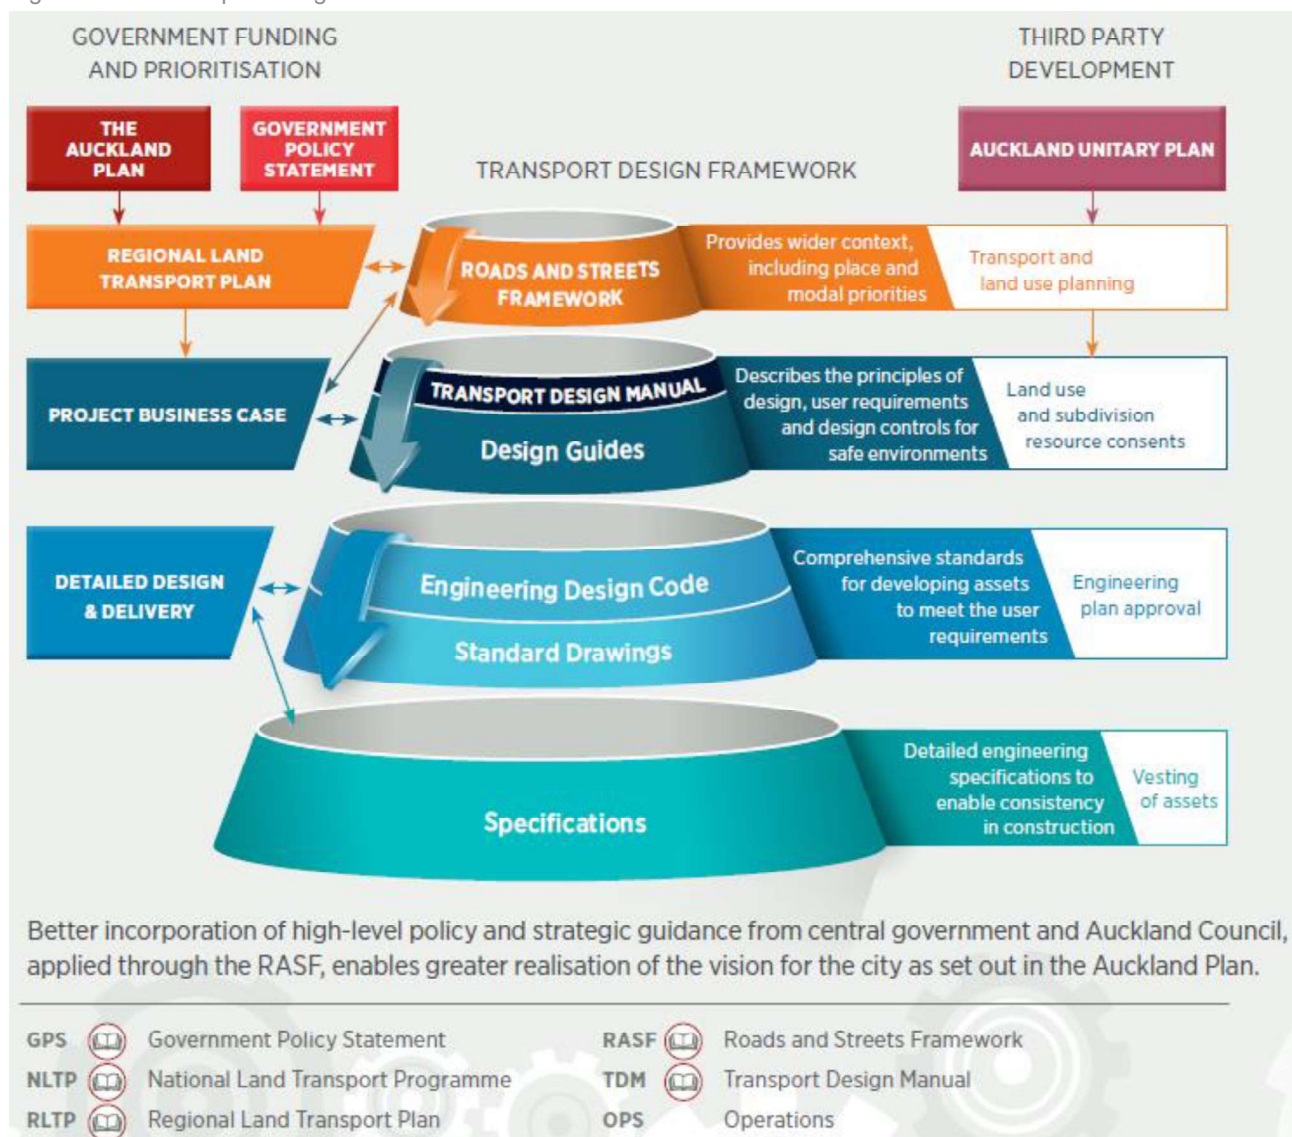 GOVERNMENT FUNDING
AND PRIORITISATION
THIRD PARTY
DEVELOPMENT
THE
AUCKLAND
PLAN
GOVERNMENT
POLICY
STATEMENT
TRANSPORT DESIGN FRAMEWORK
AUCKLAND UNITARY PLAN
REGIONAL LAND
TRANSPORT PLAN
ROADS AND STREETS
FRAMEWORK
Provides wider context,
including place and
modal priorities
Transport and
land use planning
PROJECT BUSINESS CASE
TRANSPORT DESIGN MANUAL
Design Guides
Describes the principles of
design, user requirements
and design controls for
safe environments
Land use
and subdivision
resource consents
DETAILED DESIGN
& DELIVERY
Engineering Design Code
Standard Drawings
Comprehensive standards
for developing assets
to meet the user
requirements
Engineering
plan approval
Specifications
Detailed engineering
specifications to
enable consistency
in construction
Vesting
of assets
Better incorporation of high-level policy and strategic guidance from central government and Auckland Council,
applied through the RASF, enables greater realisation of the vision for the city as set out in the Auckland Plan.
GPS Government Policy Statement
NLTP National Land Transport Programme
RLTP Regional Land Transport Plan
RASF Roads and Streets Framework
TDM Transport Design Manual
OPS Operations